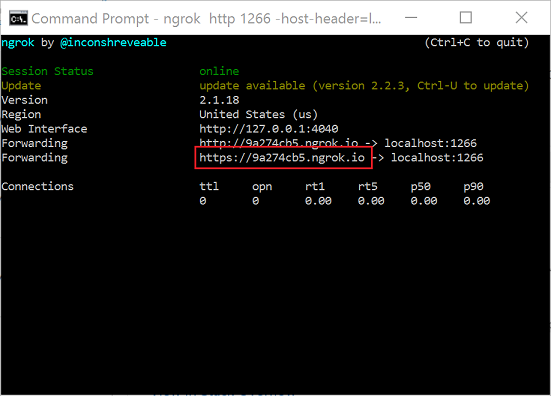 Command Prompt - ngrok http 1266 -host-header=l...
ngrok by @inconshreveable (Ctrl+C to quit)
Session Status online
Update update available (version 2.2.3, Ctrl-U to update)
Version 2.1.18
Region United States (us)
Web Interface http://127.0.0.1:4040
Forwarding http://9a274cb5.ngrok.io -> localhost:1266
Forwarding https://9a274cb5.ngrok.io -> localhost:1266
Connections ttl opn rt1 rt5 p50 p90
0 0 0.00 0.00 0.00 0.00